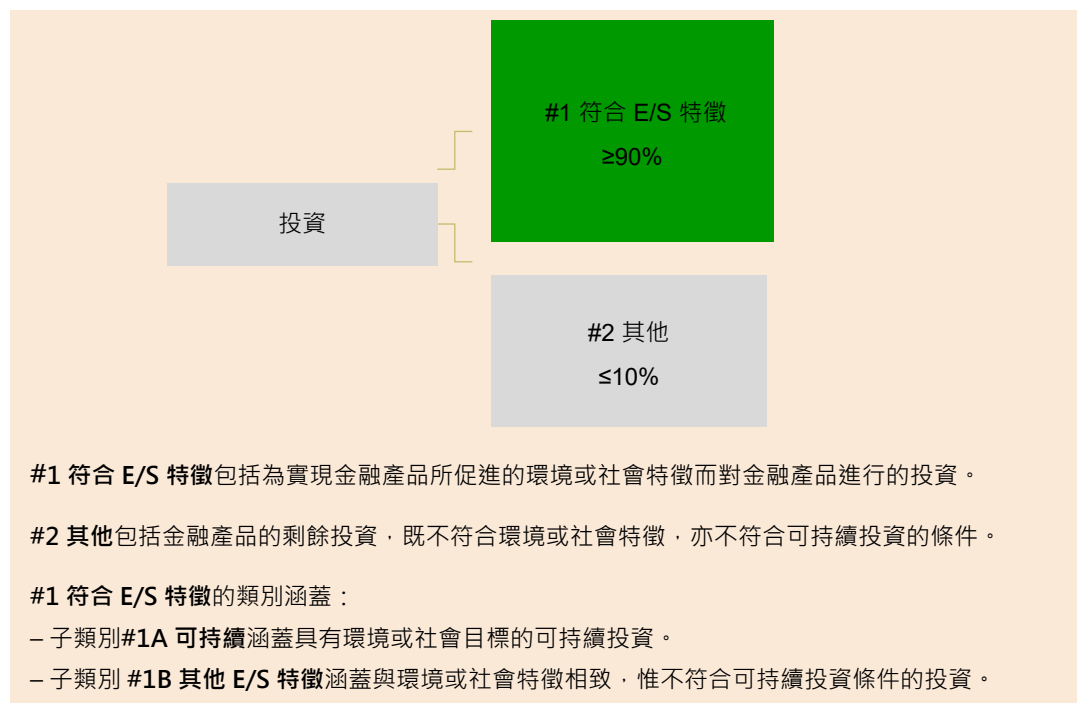 #1 符合 E/S 特徵
≥90%
投資
#2 其他
≤10%
#1 符合 E/S 特徵包括為實現金融產品所促進的環境或社會特徵而對金融產品進行的投資。
#2 其他包括金融產品的剩餘投資，既不符合環境或社會特徵，亦不符合可持續投資的條件。
#1 符合 E/S 特徵的類別涵蓋：
– 子類別#1A 可持續涵蓋具有環境或社會目標的可持續投資。
– 子類別 #1B 其他 E/S 特徵涵蓋與環境或社會特徵相致，惟不符合可持續投資條件的投資。